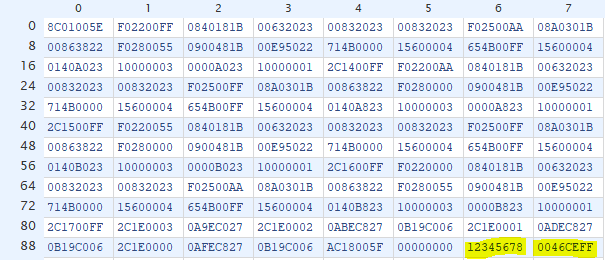 0 1 2 3 4 5 6 7
0 8C01005E F02200FF 0840181B 00632023 00832023 00832023 F02500AA 08A0301B
8 00863822 F0280055 0900481B 00E95022 714B0000 15600004 654B00FF 15600004
16 0140A023 10000003 0000A023 10000001 2C1400FF F02200AA 0840181B 00632023
24 00832023 00832023 F02500FF 08A0301B 00863822 F0280000 0900481B 00E95022
32 714B0000 15600004 654B00FF 15600004 0140A823 10000003 0000A823 10000001
40 2C1500FF F0220055 0840181B 00632023 00832023 00832023 F02500FF 08A0301B
48 00863822 F0280000 0900481B 00E95022 714B0000 15600004 654B00FF 15600004
56 0140B023 10000003 0000B023 10000001 2C1600FF F0220000 0840181B 00632023
64 00832023 00832023 F02500AA 08A0301B 00863822 F0280055 0900481B 00E95022
72 714B0000 15600004 654B00FF 15600004 0140B823 10000003 0000B823 10000001
80 2C1700FF 2C1E0003 0A9EC027 2C1E0002 0ABEC827 0B19C006 2C1E0001 0ADEC827
88 0B19C006 2C1E0000 0AFEC827 0B19C006 AC18005F 00000000 12345678 0046CEFF